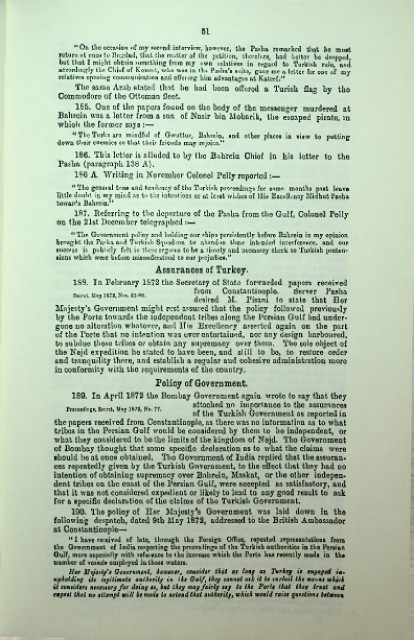 51
"On the occasion of my second interview, however, the Pasha remarked that he must
return at once to Bagdad, that the matter of the petition, therefore, had better be dropped,
but that I might obtain something from my own relatives in regard to Turkish rule, and
accordingly the Chief of Koweit, who was in the Pasha's suite, gave me a letter for one of my
relatives opening communication and offering him advantages at Kateef."
The same Arab stated that he had been offered a Turish flag by the
Commodore of the Ottoman fleet.
185. One of the papers found on the body of the messenger murdered at
Bahrein was a letter from a son of Nasir bin Mobarik, the escaped pirate, in
which the former says :—
"The Turks are mindful of Gwuttur, Bahrein, and other places in view to putting
down their enemies so that their friends may rejoice."
186. This letter is alluded to by the Bahrein Chief in his letter to the
Pasha (paragraph 138 A).
186 A. Writing in November Colonel Pelly reported :—
"The general tone and tendency of the Turkish proceedings for some months past leave
little doubt in my mind as to the intentions or at least wishes of His Excellency Midhut Pasha
towards Bahrein."
187. Referring to the departure of the Pasha from the Gulf, Colonel Pelly
on the 21st December telegraphed :—
"The Government policy and holding our ships persistently before Bahrein in my opinion
brought the Pasha and Turkish Squadron to abandon their intended interference, and our
success is publicly felt in these regions to be a timely and necessary check to Turkish preten-
sions which were before misunderstood to our prejudice."
Assurances of Turkey.
188. In February 1872 the Secretary of State forwarded papers received
Secret, May 1872, Nos.
from Constantinople. Server Pasha
desired M. Pisani to state that Her
Majesty's Government might rest assured that the policy followed previously
by the Porte towards the independent tribes along the Persian Gulf had under-
gone no alteration whatever, and His Excellency asserted again on the part
of the Porte that no intention was ever entertained, nor any design harboured,
to subdue those tribes or obtain any supremacy over them. The sole object of
the Nejd expedition he stated to have been, and still to be, to restore order
and tranquility there, and establish a regular and cohesive administration more
in conformity with the requirements of the country.
Policy of Government.
189. In April 1872 the Bombay Government again wrote to say that they
Proceedings, Secret, May 1872, No. 77.
attached no importance to the assurances
of the Turkish Government as reported in
the papers received from Constantinople, as there was no information as to what
tribes in the Persian Gulf would be considered by them to be independent, or
what they considered to be the limits of the kingdom of Nejd. The Government
of Bombay thought that some specific declaration as to what the claims were
should be at once obtained. The Government of India replied that the assuran-
ces repeatedly given by the Turkish Government, to the effect that they had no
intention of obtaining supremacy over Bahrein, Maskat, or the other indepen-
dent tribes on the coast of the Persian Gulf, were accepted as satisfactory, and
that it was not considered expedient or likely to lead to any good result to ask
for a specific declaration of the claims of the Turkish Government.
190. The policy of Her Majesty's Government was laid down in the
following despatch, dated 9th May 1872, addressed to the British Ambassador
at Constantinople—
"I have received of late, through the Foreign Office, repeated representations from
the Government of India respecting the proceedings of the Turkish authorities in the Persian
Gulf, more especially with reference to the increase which the Porte has recently made in the
number of vessels employed in those waters.
Her Majesty's Government, however, consider that as long as Turkey is engaged in
upholding its legitimate authority in the Gulf, they cannot ask it to curtail the means which
it considers necessary for doing so, but they may fairly say to the Porte that they trust and
expect that no attempt will be made to extend that authority, which would raise questions between